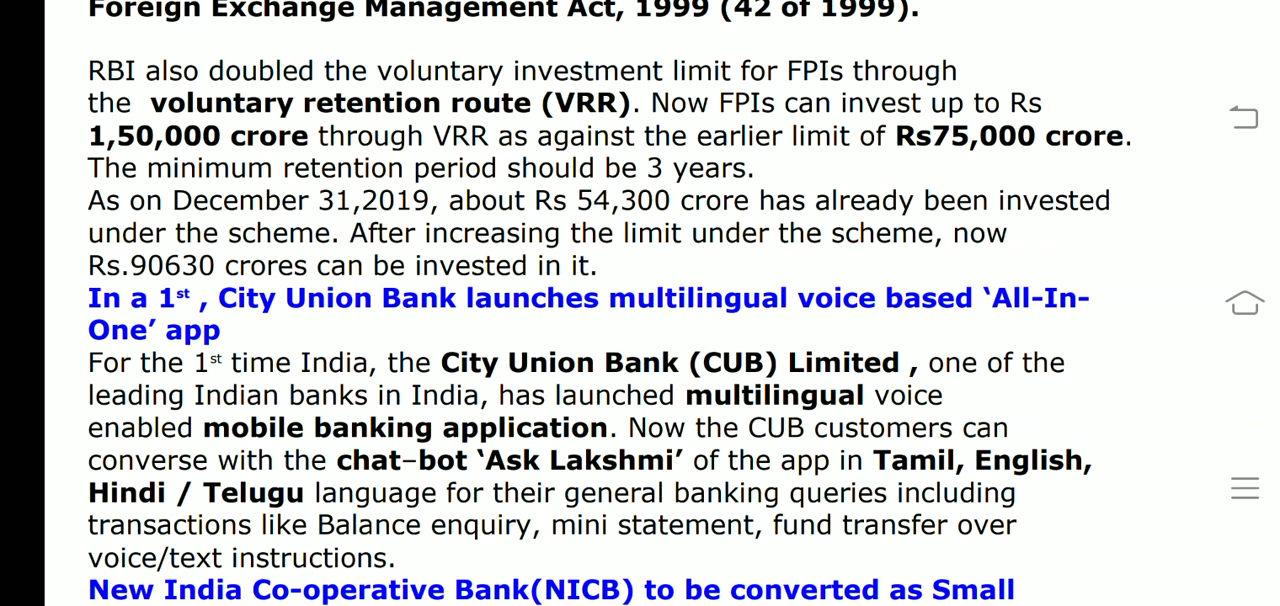 Foreign Exchange Management Act, 1999 (42 of 1999).
RBI also doubled the voluntary investment limit for FPIs through
the voluntary retention route (VRR). Now FPIs can invest up to Rs
1,50,000 crore through VRR as against the earlier limit of Rs75,000 crore.
The minimum retention period should be 3 years.
As on December 31,2019, about Rs 54,300 crore has already been invested
under the scheme. After increasing the limit under the scheme, now
Rs.90630 crores can be invested in it.
In a 1st , City Union Bank launches multilingual voice based ‘All-In-
One’ app
For the 1st time India, the City Union Bank (CUB) Limited , one of the
leading Indian banks in India, has launched multilingual voice
enabled mobile banking application. Now the CUB customers can
converse with the chat–bot ‘Ask Lakshmi’ of the app in Tamil, English,
Hindi / Telugu language for their general banking queries including
transactions like Balance enquiry, mini statement, fund transfer over
voice/text instructions.
New India Co-operative Bank(NICB) to be converted as Small